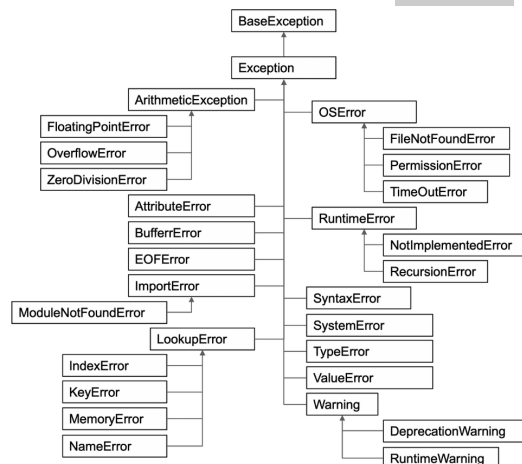 BaseException
Exception
ArithmeticException
FloatingPointError
OverflowError
ZeroDivisionError
AttributeError
BufferrError
EOFError
ImportError
ModuleNotFoundError
LookupError
IndexError
KeyError
MemoryError
NameError
OSError
FileNotFoundError
PermissionError
TimeOutError
RuntimeError
NotImplementedError
RecursionError
SyntaxError
SystemError
TypeError
ValueError
Warning
DeprecationWarning
RuntimeWarning